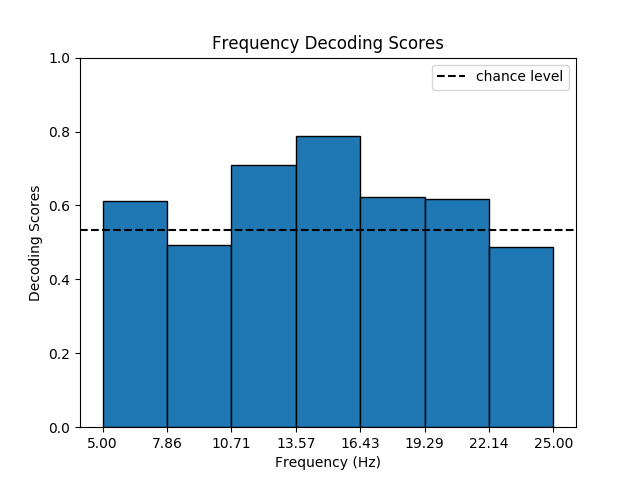 Frequency Decoding Scores
chance level
1.0
0.8
0.6
0.4
0.2
0.0
Decoding Scores
5.00 7.86 10.71 13.57 16.43 19.29 22.14 25.00
Frequency (Hz)